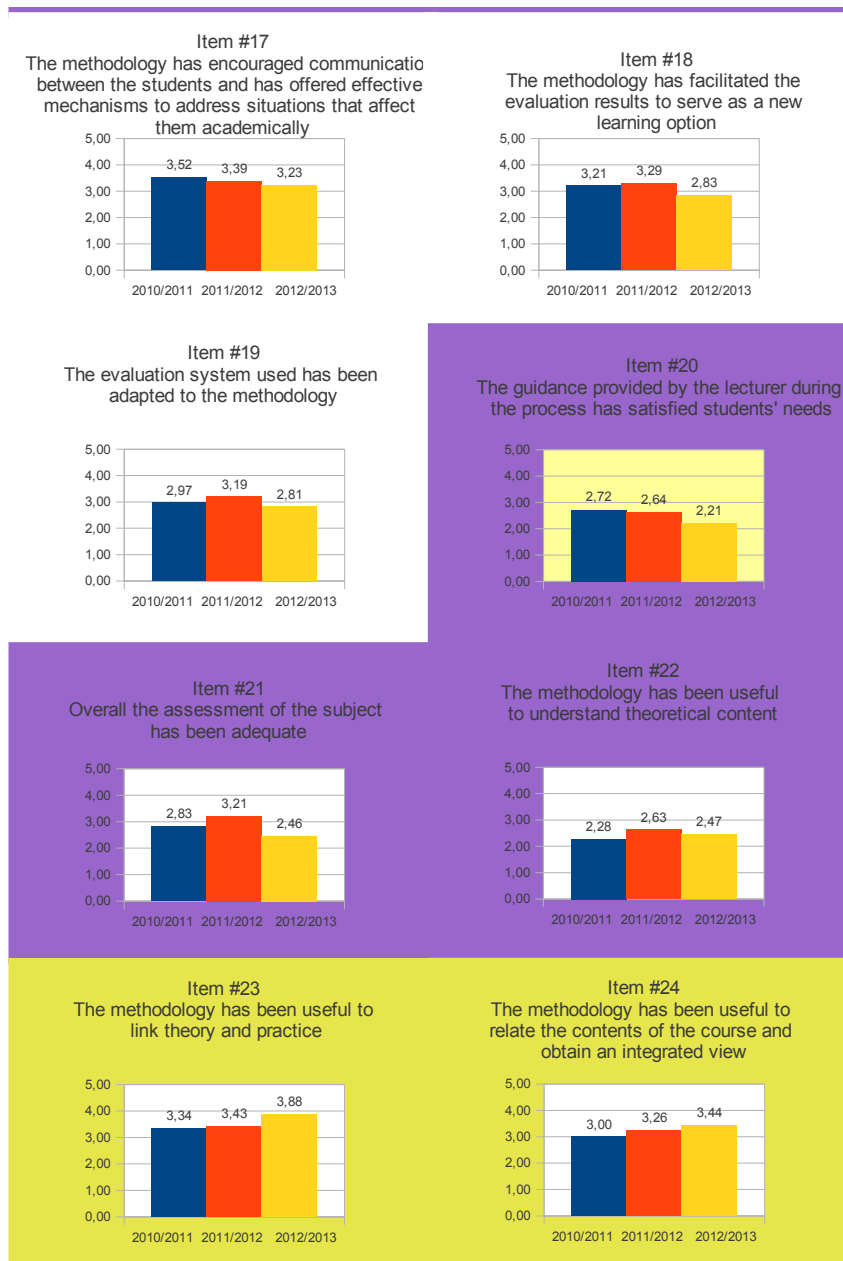 Item #17
The methodology has encouraged communicatio
between the students and has offered effective
mechanisms to address situations that affect
them academically
5,00
4,00
3,00
2,00
1,00
0,00
3,52
3,39
3,23
2010/2011 2011/2012 2012/2013
Item #18
The methodology has facilitated the
evaluation results to serve as a new
learning option
5,00
4,00
3,00
2,00
1,00
0,00
3,21
3,29
2,83
2010/2011 2011/2012 2012/2013
Item #19
The evaluation system used has been
adapted to the methodology
5,00
4,00
3,00
2,00
1,00
0,00
2,97
3,19
2,81
2010/2011 2011/2012 2012/2013
Item #20
The guidance provided by the lecturer during
the process has satisfied students' needs
5,00
4,00
3,00
2,00
1,00
0,00
2,72
2,64
2,21
2010/2011 2011/2012 2012/2013
Item #21
Overall the assessment of the subject
has been adequate
5,00
4,00
3,00
2,00
1,00
0,00
2,83
3,21
2,46
2010/2011 2011/2012 2012/2013
Item #22
The methodology has been useful
to understand theoretical content
5,00
4,00
3,00
2,00
1,00
0,00
2,28
2,63
2,47
2010/2011 2011/2012 2012/2013
Item #23
The methodology has been useful to
link theory and practice
5,00
4,00
3,00
2,00
1,00
0,00
3,34
3,43
3,88
2010/2011 2011/2012 2012/2013
Item #24
The methodology has been useful to
relate the contents of the course and
obtain an integrated view
5,00
4,00
3,00
2,00
1,00
0,00
3,00
3,26
3,44
2010/2011 2011/2012 2012/2013